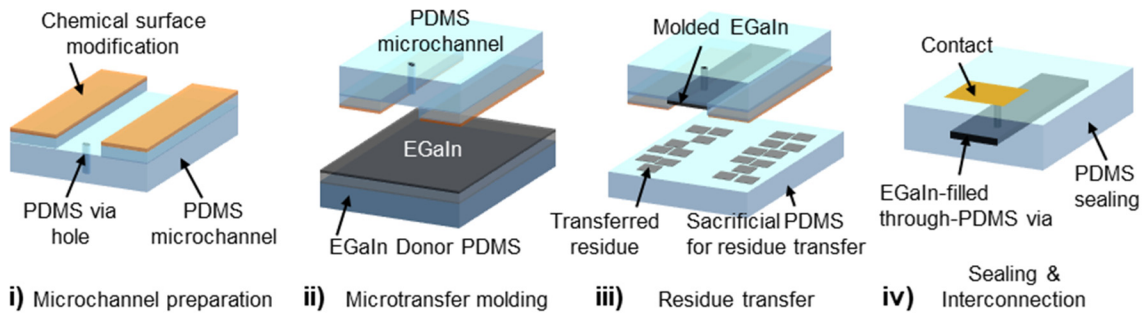 Chemical surface
modification
PDMS via
hole
PDMS
microchannel
i) Microchannel preparation
PDMS
microchannel
EGaIn
EGaIn Donor PDMS
ii) Microtransfer molding
Molded EGaIn
Transferred
residue
Sacrificial PDMS
for residue transfer
iii) Residue transfer
Contact
EGaIn-filled
through-PDMS via
PDMS
sealing
iv) Sealing &
Interconnection